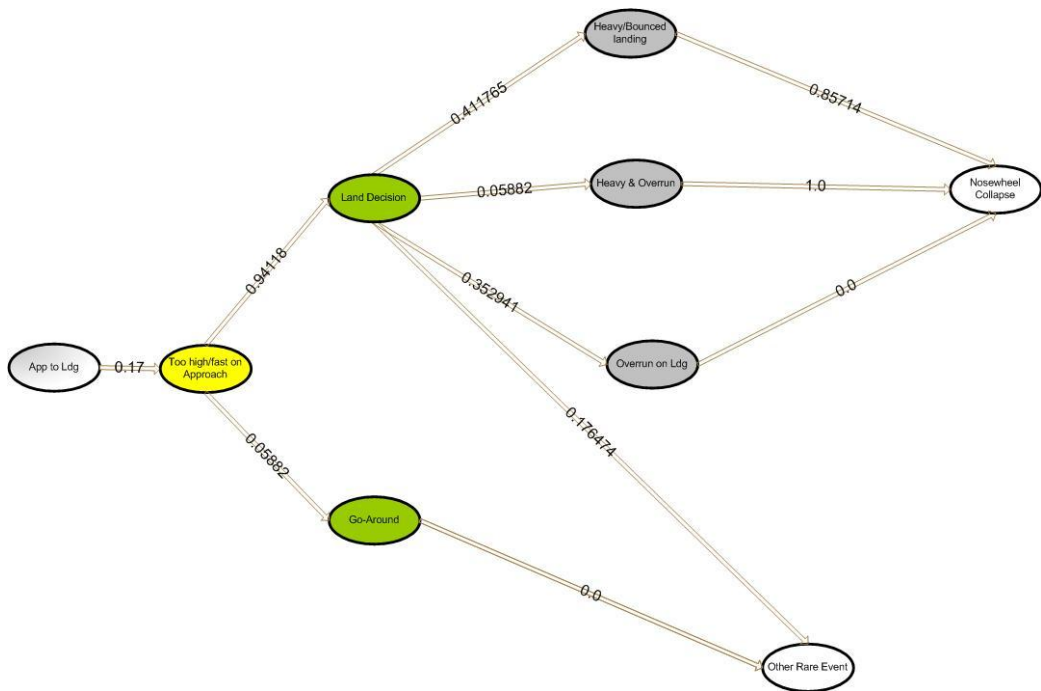 Heavy/Bounced
landing
0.411765
0.85714
Land Decision
0.05882
Heavy & Overrun
1.0
Nosewheel
Collapse
0.94118
0.352941
0.0
App to Ldg
0.17
Too high/fast on
Approach
Overrun on Ldg
0.176474
0.05882
Go-Around
0.0
Other Rare Event